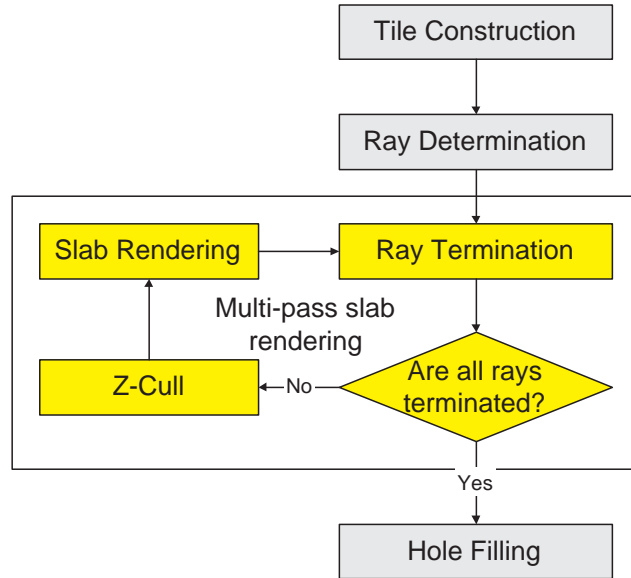 Tile Construction
Ray Determination
Slab Rendering
Ray Termination
Multi-pass slab
rendering
Z-Cull
No
Are all rays
terminated?
Yes
Hole Filling